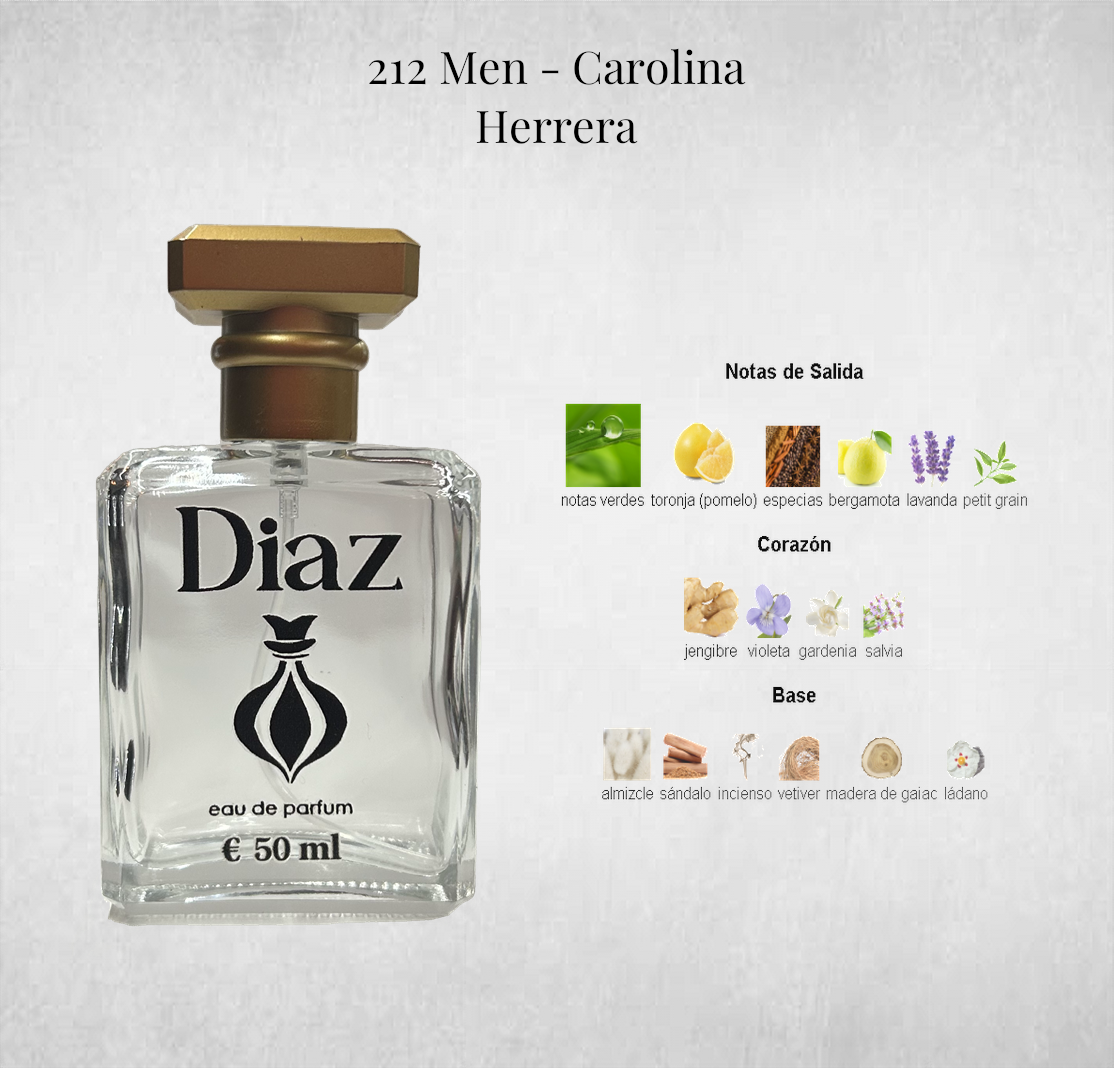 212 Men - Carolina
Herrera
Diaz
eau de parfum
€ 50 ml
Notas de Salida
notas verdes toronja (pomelo) especias bergamota lavanda petit grain
Corazón
jengibre violeta gardenia salvia
Base
almizcle sándalo incienso vetiver madera de gaiac ládano